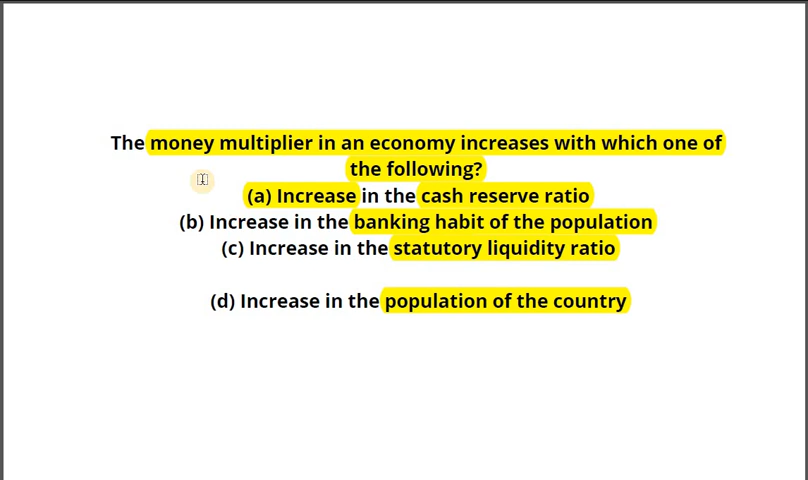 The money multiplier in an economy increases with which one of
the following?
(a) Increase in the cash reserve ratio
(b) Increase in the banking habit of the population
(c) Increase in the statutory liquidity ratio
(d) Increase in the population of the country